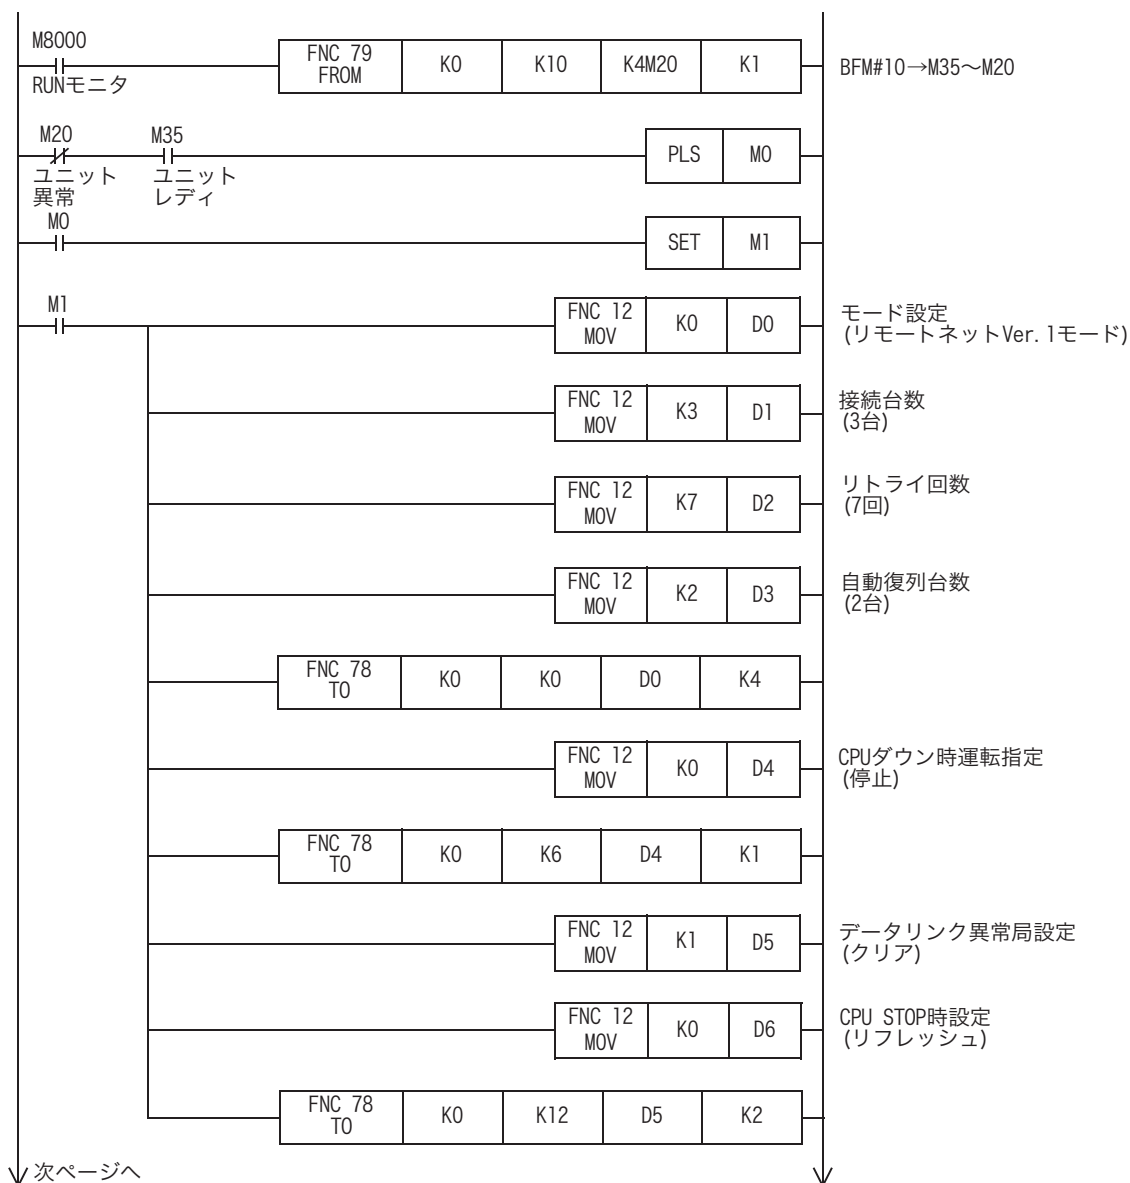 M8000
RUNモニタ
FNC 79
FROM
K0
K10
K4M20
K1
BFM#10→M35～M20
M20
M35
ユニット
異常
ユニット
レディ
PLS
M0
M0
SET
M1
M1
FNC 12
MOV
K0
D0
モード設定
(リモートネットVer.1モード)
FNC 12
MOV
K3
D1
接続台数
(3台)
FNC 12
MOV
K7
D2
リトライ回数
(7回)
FNC 12
MOV
K2
D3
自動復列台数
(2台)
FNC 78
TO
K0
K0
D0
K4
FNC 12
MOV
K0
D4
CPUダウン時運転指定
(停止)
FNC 78
TO
K0
K6
D4
K1
FNC 12
MOV
K1
D5
データリンク異常局設定
(クリア)
FNC 12
MOV
K0
D6
CPU STOP時設定
(リフレッシュ)
FNC 78
TO
K0
K12
D5
K2
次ページへ